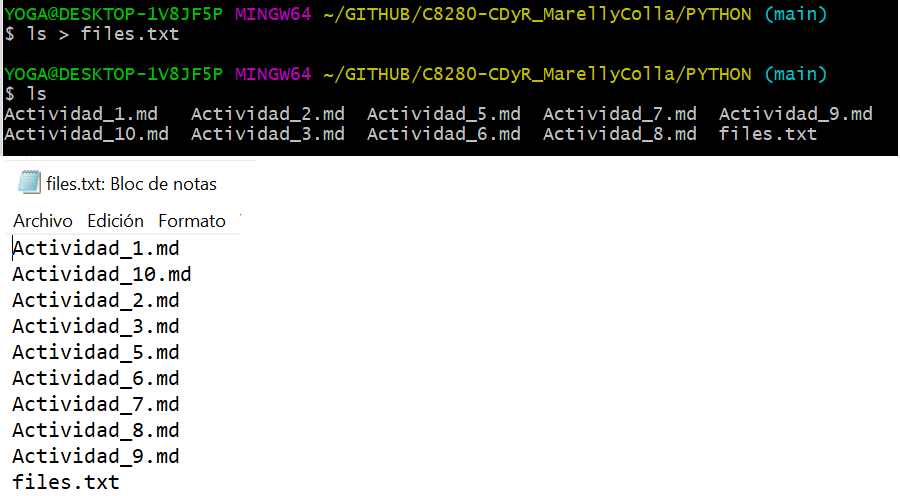 YOGA@DESKTOP-1V8JF5P MINGW64 ~/GITHUB/C8280-CDyR_MarellyColla/PYTHON (main)
$ ls > files.txt
YOGA@DESKTOP-1V8JF5P MINGW64 ~/GITHUB/C8280-CDyR_MarellyColla/PYTHON (main)
$ ls
Actividad_1.md Actividad_2.md Actividad_5.md Actividad_7.md Actividad_9.md
Actividad_10.md Actividad_3.md Actividad_6.md Actividad_8.md files.txt
files.txt: Bloc de notas
Archivo Edición Formato
Actividad_1.md
Actividad_10.md
Actividad_2.md
Actividad_3.md
Actividad_5.md
Actividad_6.md
Actividad_7.md
Actividad_8.md
Actividad_9.md
files.txt